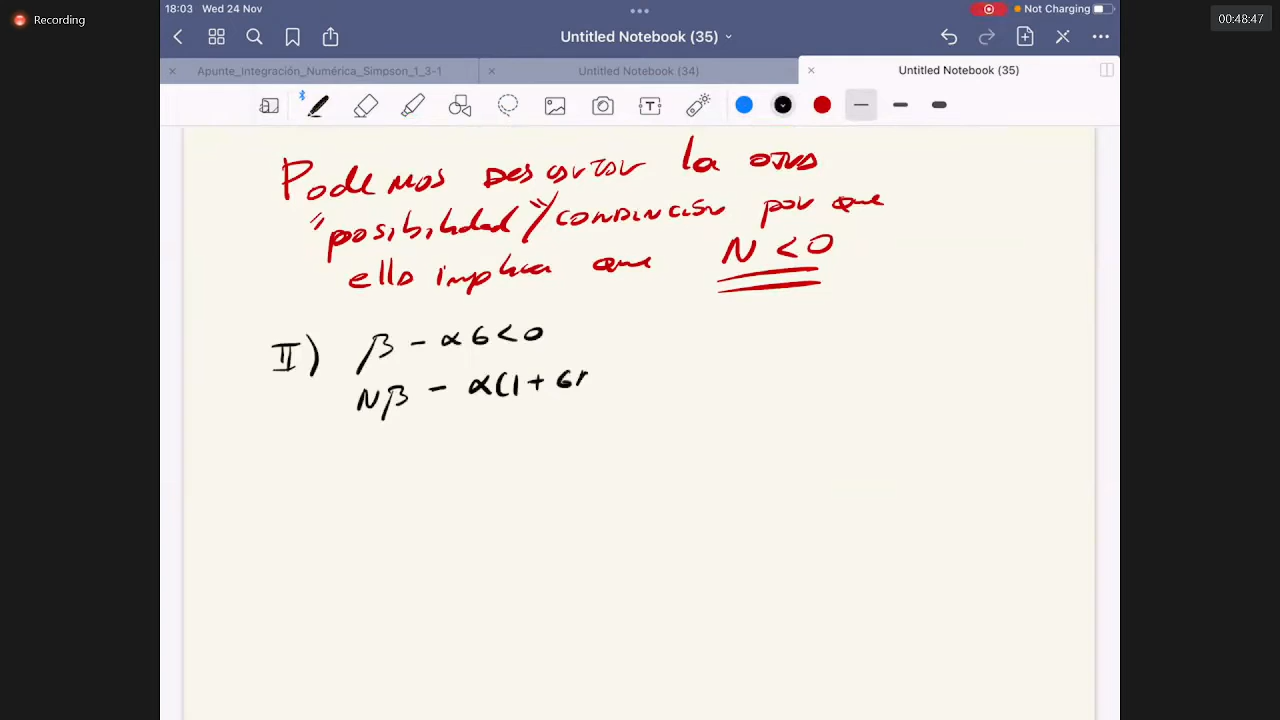 Recording
18:03 Wed 24 Nov
Not Charging
00:48:47
Untitled Notebook (35)
Apunte_Integración_Numérica_Simpson_1_3-1
Untitled Notebook (34)
Untitled Notebook (35)
Podemos descartar la otra
"posibilidad"/condición por que
ello implica que N < 0
II) β - α6 < 0
Nβ - α(1 + 6